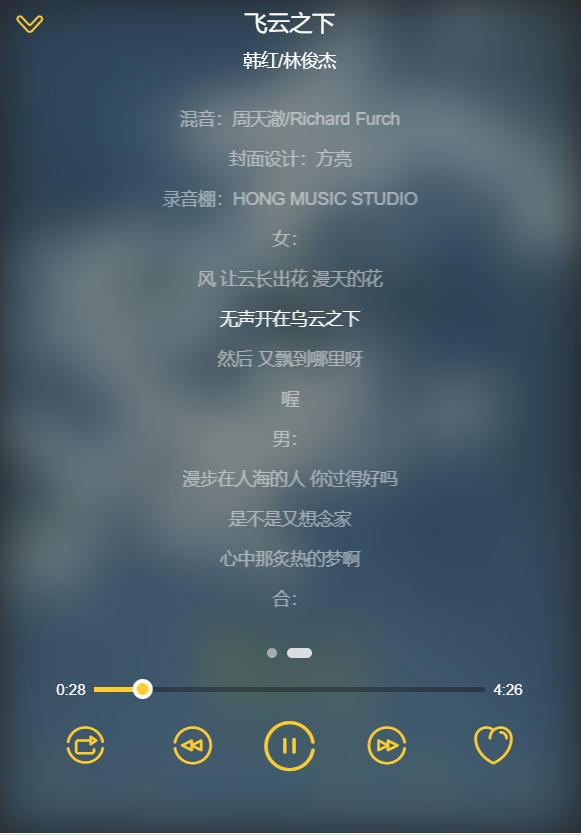 飞云之下
韩红/林俊杰
混音：周天澈/Richard Furch
封面设计：方亮
录音棚：HONG MUSIC STUDIO
女：
风 让云长出花 漫天的花
无声开在乌云之下
然后 又飘到哪里呀
喔
男：
漫步在人海的人 你过得好吗
是不是又想念家
心中那炙热的梦啊
合：
0:28
4:26